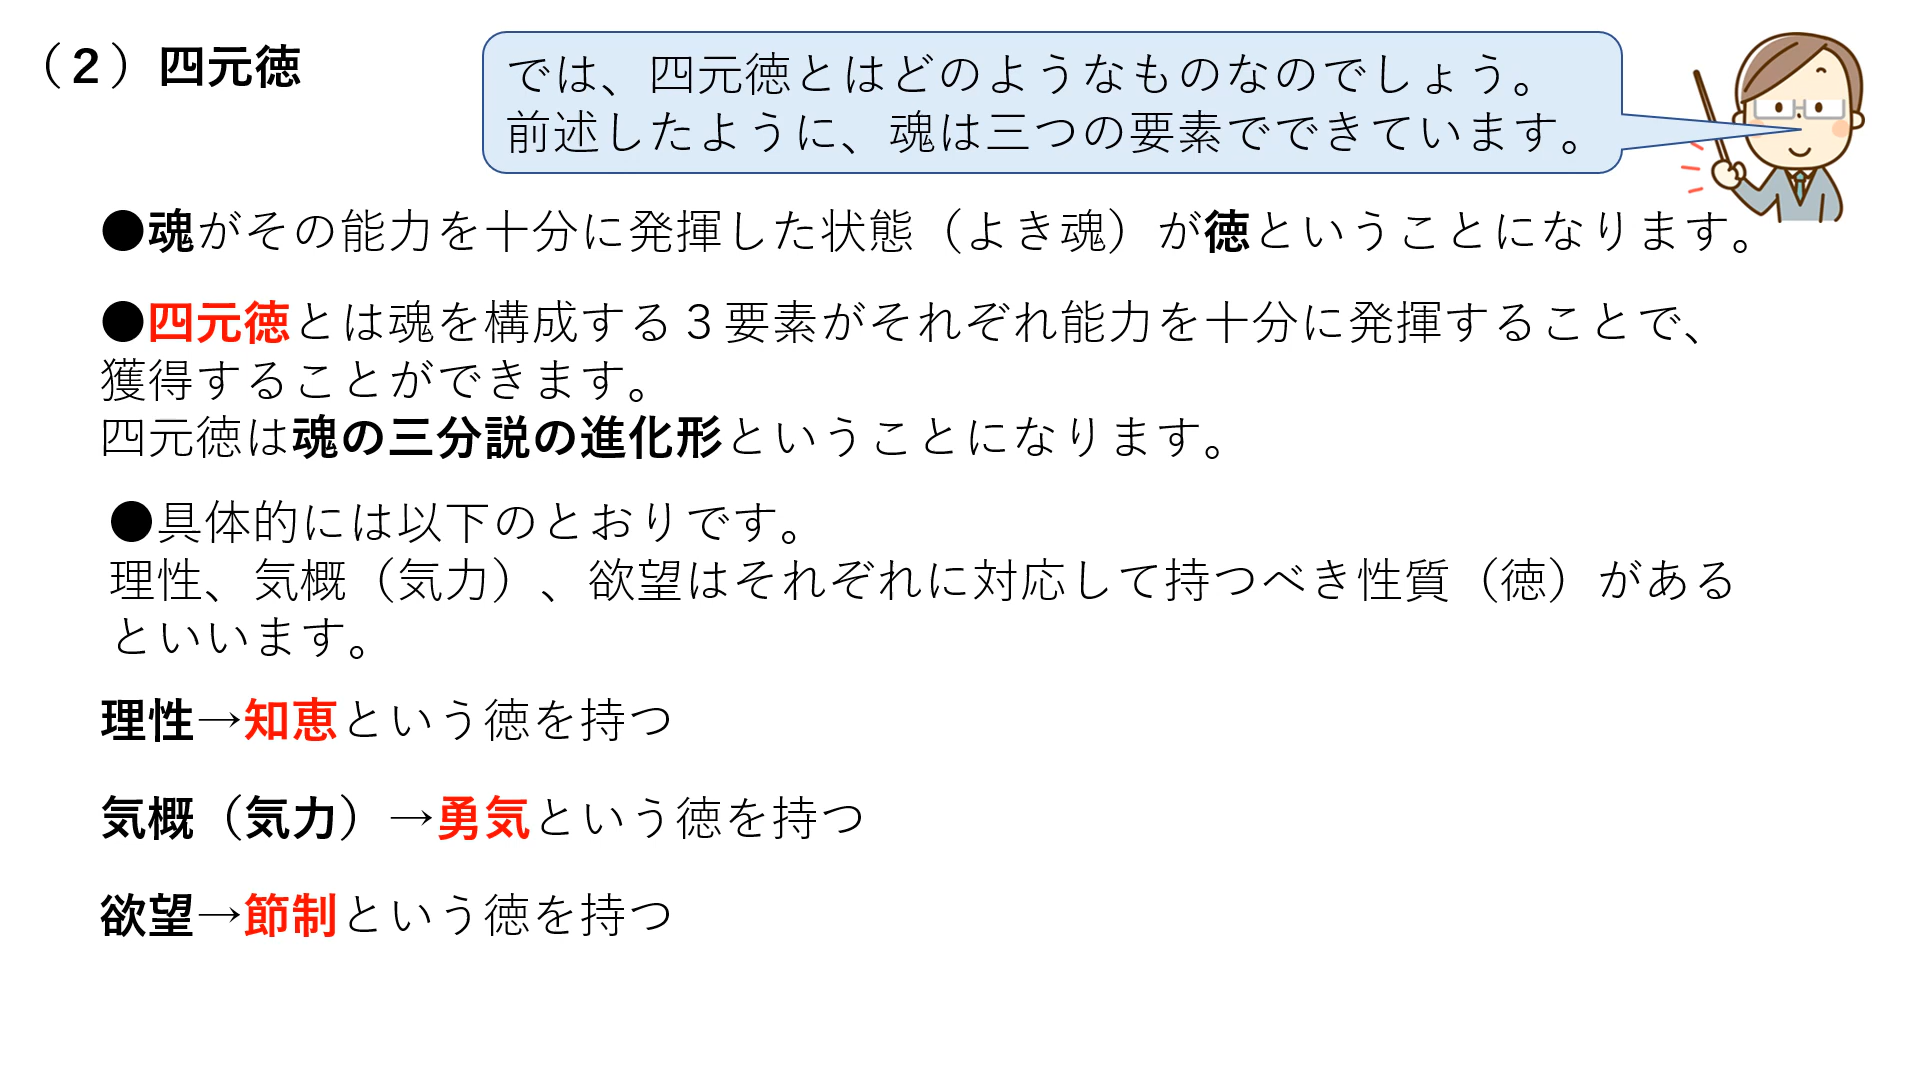 （２）四元徳
では、四元徳とはどのようなものなのでしょう。
前述したように、魂は三つの要素でできています。
●魂がその能力を十分に発揮した状態（よき魂）が徳ということになります。
●四元徳とは魂を構成する３要素がそれぞれ能力を十分に発揮することで、
獲得することができます。
四元徳は魂の三分説の進化形ということになります。
●具体的には以下のとおりです。
理性、気概（気力）、欲望はそれぞれに対応して持つべき性質（徳）がある
といいます。
理性→知恵という徳を持つ
気概（気力）→勇気という徳を持つ
欲望→節制という徳を持つ